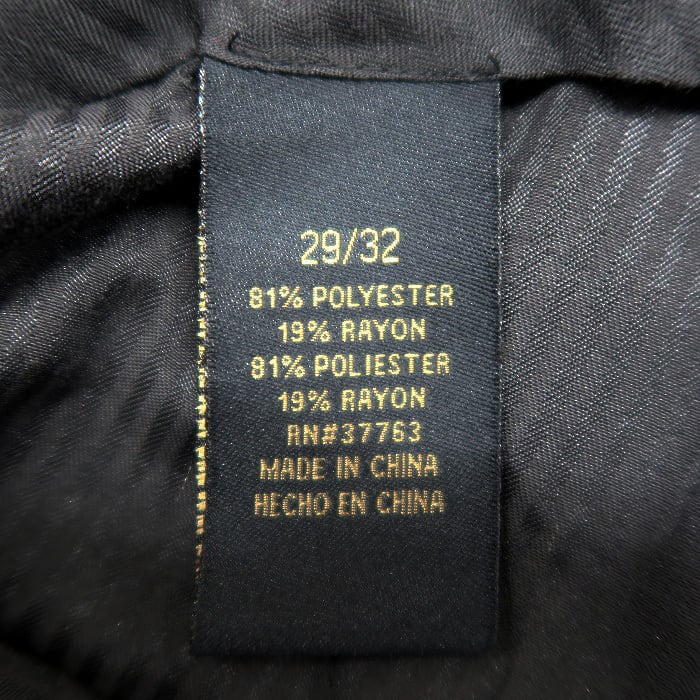 29/32
81% POLYESTER
19% RAYON
81% POLIESTER
19% RAYON
RN#37763
MADE IN CHINA
HECHO EN CHINA